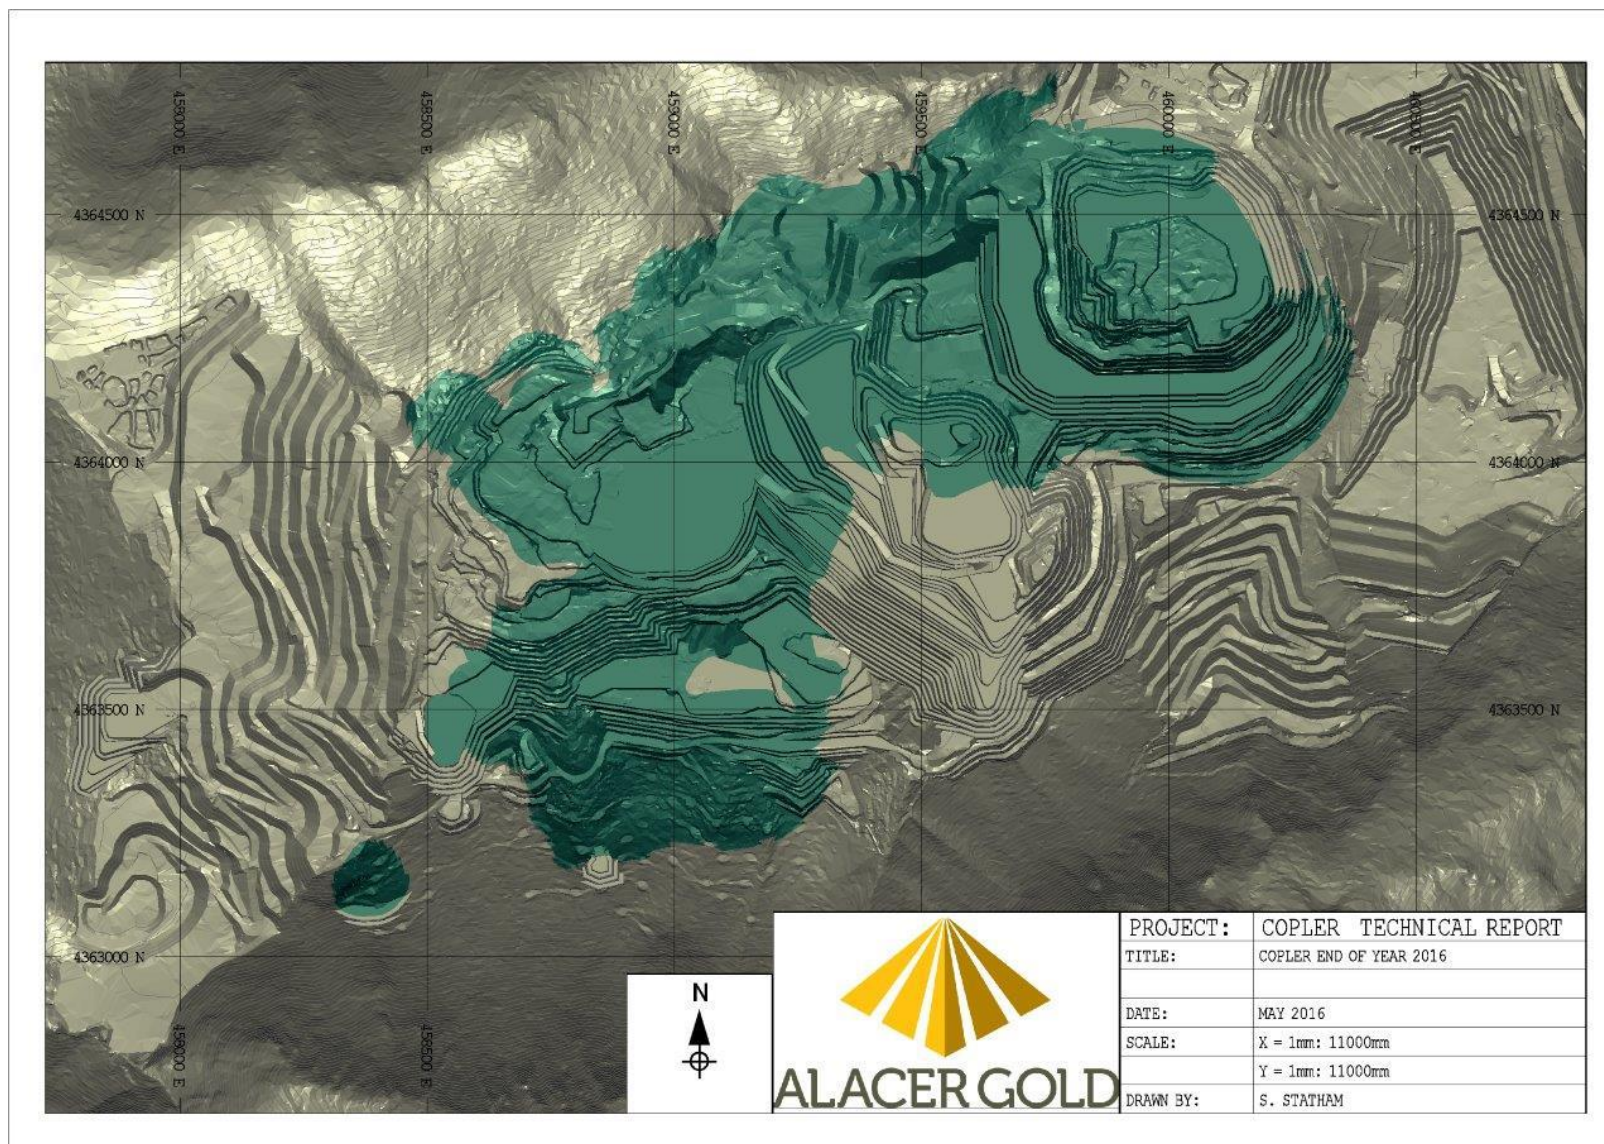 458000 E
458500 E
459000 E
459500 E
460000 E
460500 E
4364500 N
4364500 N
4364000 N
4364000 N
4363500 N
4363500 N
4363000 N
458000 E
458500 E
N
ALACER GOLD
PROJECT: COPLER TECHNICAL REPORT
TITLE: COPLER END OF YEAR 2016
DATE: MAY 2016
SCALE: X = 1mm: 11000mm
Y = 1mm: 11000mm
DRAWN BY: S. STATHAM